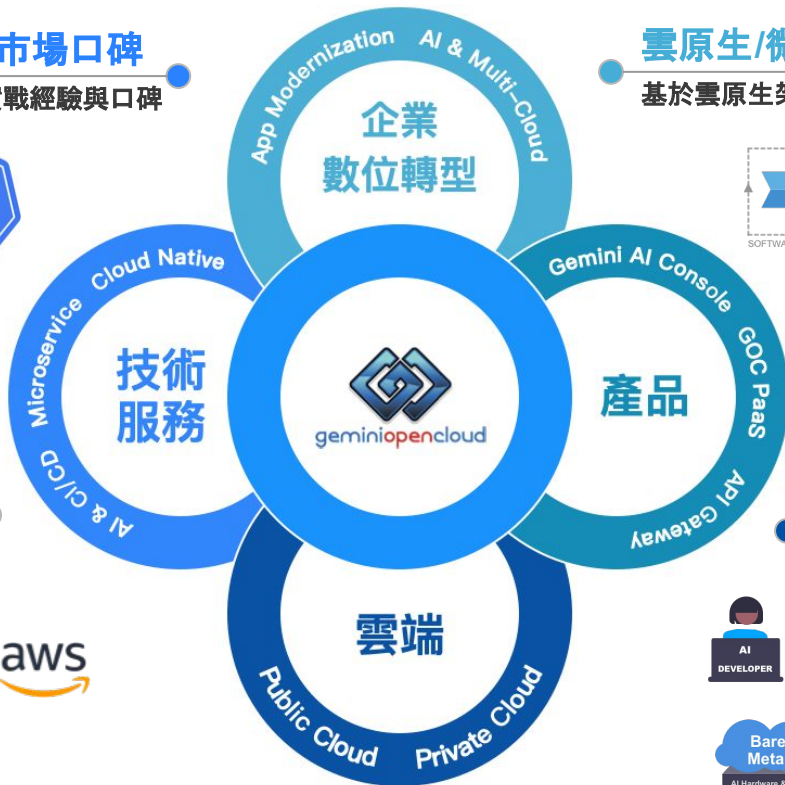 市場口碑
戰經驗與口碑
雲原生/微
基於雲原生架
App Modernization
AI & Multi-Cloud
企業
數位轉型
Cloud Native
Microservice
AI & CI/CD
技術
服務
geminiopencloud
Gemini AI Console
GOC PaaS
API Gateway
產品
雲端
Public Cloud
Private Cloud
aws
SOFTWA
AI
DEVELOPER
Bare
Meta
AI Hardware &